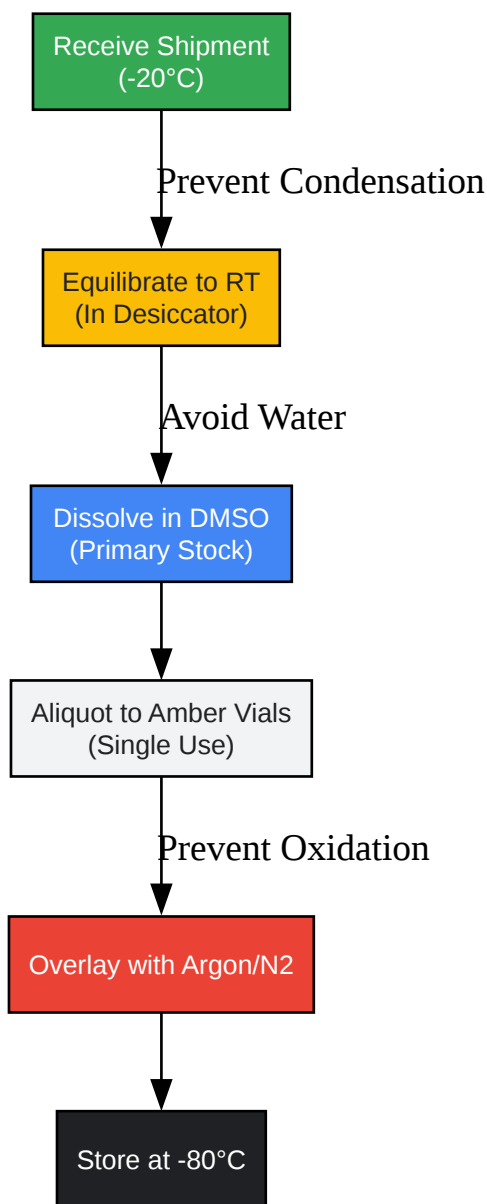 Receive Shipment
(-20°C)
Prevent Condensation
Equilibrate to RT
(In Desiccator)
Avoid Water
Dissolve in DMSO
(Primary Stock)
Aliquot to Amber Vials
(Single Use)
Prevent Oxidation
Overlay with Argon/N2
Store at -80°C